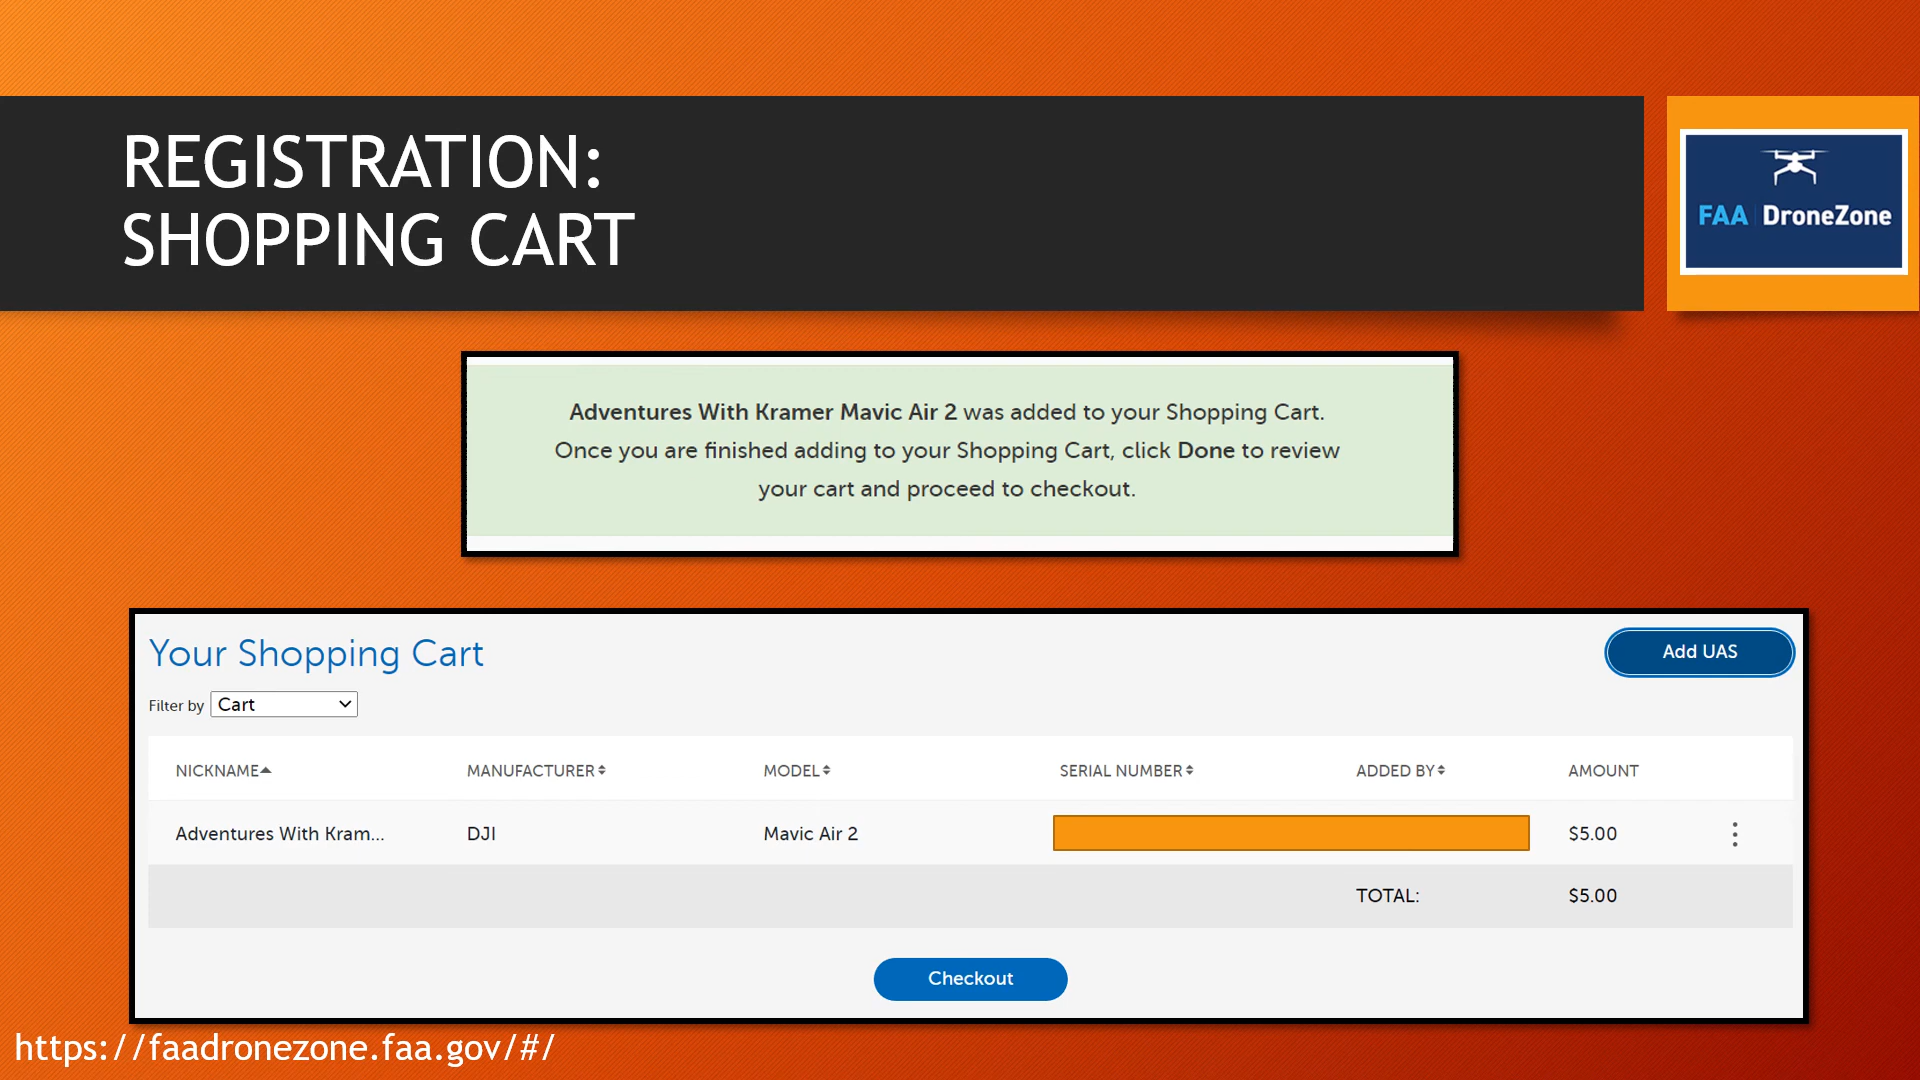 REGISTRATION:
SHOPPING CART
FAA DroneZone
Adventures With Kramer Mavic Air 2 was added to your Shopping Cart.
Once you are finished adding to your Shopping Cart, click Done to review
your cart and proceed to checkout.
Your Shopping Cart
Add UAS
Filter by Cart
NICKNAME MANUFACTURER MODEL SERIAL NUMBER ADDED BY AMOUNT
Adventures With Kram... DJI Mavic Air 2 $5.00
TOTAL: $5.00
Checkout
https://faadronezone.faa.gov/#/